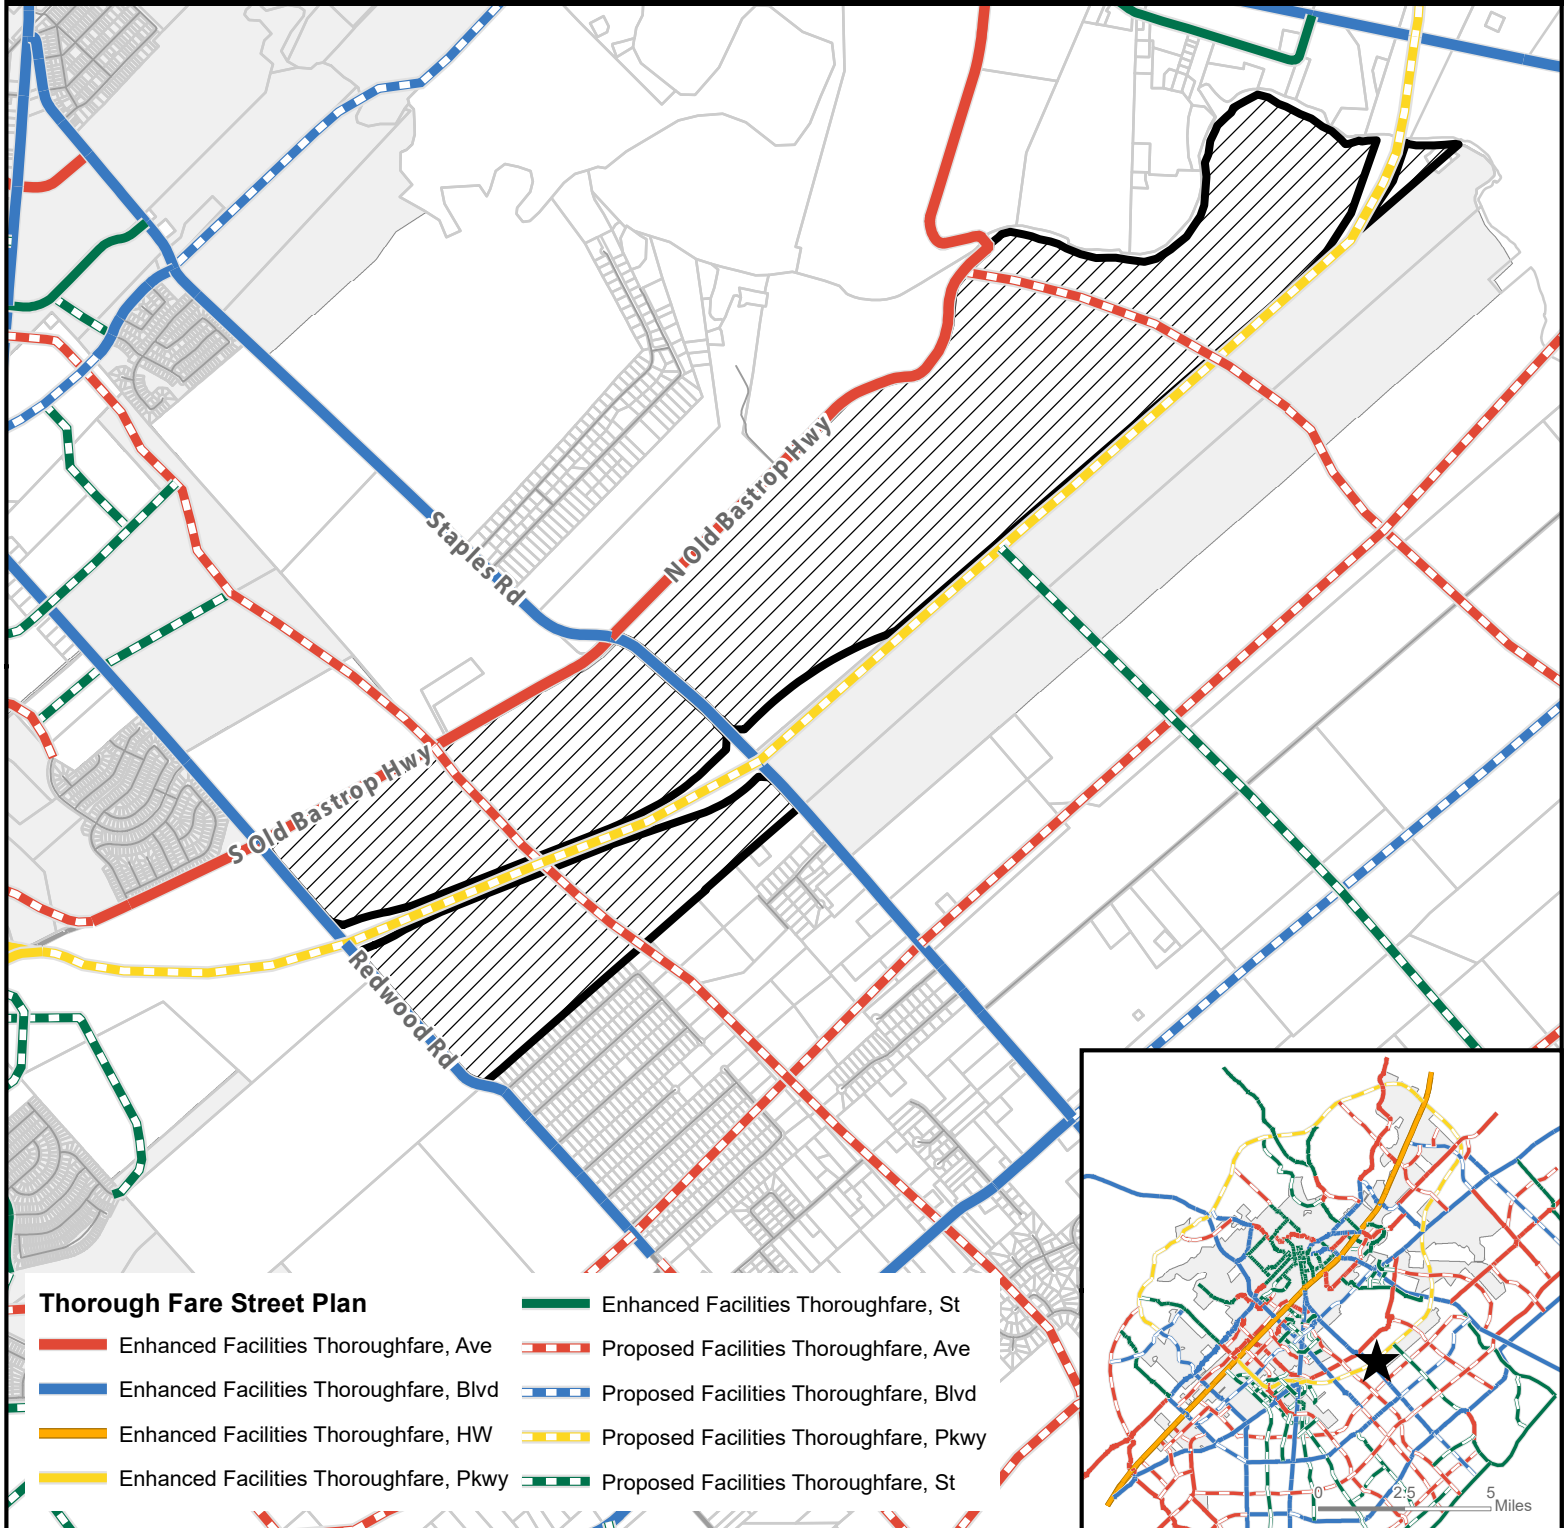 N Old Bastrop Hwy
Staples Rd
S Old Bastrop Hwy
Redwood Rd
Thorough Fare Street Plan
Enhanced Facilities Thoroughfare, Ave
Enhanced Facilities Thoroughfare, Blvd
Enhanced Facilities Thoroughfare, HW
Enhanced Facilities Thoroughfare, Pkwy
Enhanced Facilities Thoroughfare, St
Proposed Facilities Thoroughfare, Ave
Proposed Facilities Thoroughfare, Blvd
Proposed Facilities Thoroughfare, Pkwy
Proposed Facilities Thoroughfare, St
0 2.5 5
Miles